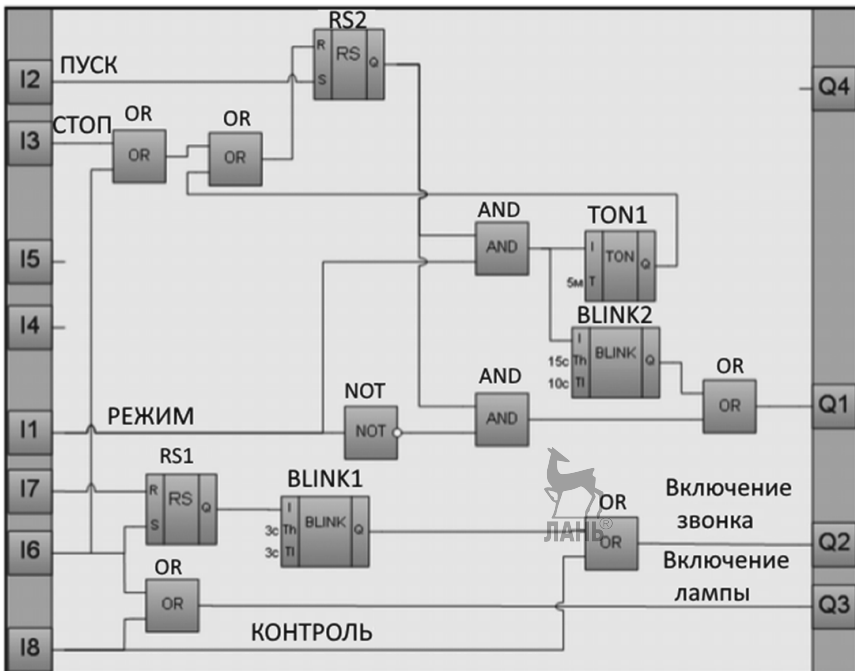 RS2
I2
ПУСК
R
RS
Q
S
Q4
I3
СТОП
OR
OR
OR
OR
AND
AND
TON1
I
TON
Q
5м
T
I5
I4
BLINK2
I
BLINK
Q
15с
Th
10с
Tl
OR
OR
Q1
I1
РЕЖИМ
NOT
NOT
AND
AND
RS1
I7
R
RS
Q
S
BLINK1
I
BLINK
Q
3с
Th
3с
Tl
ЛАНЬ®
OR
OR
Включение
звонка
Q2
I6
Включение
лампы
OR
OR
Q3
I8
КОНТРОЛЬ